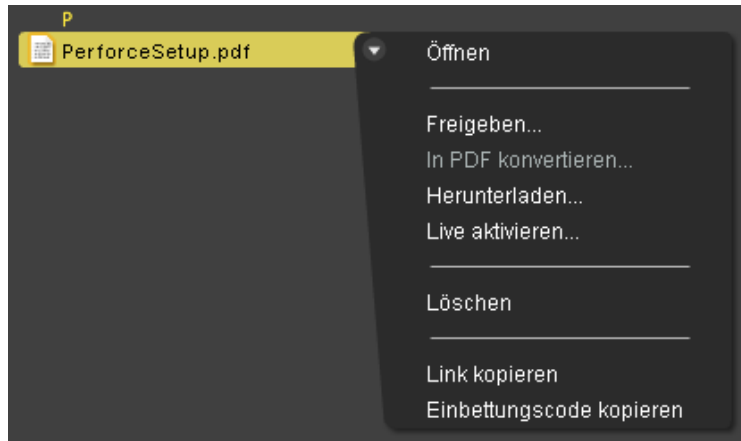 P
PerforceSetup.pdf
Öffnen
Freigeben...
In PDF konvertieren...
Herunterladen...
Live aktivieren...
Löschen
Link kopieren
Einbettungscode kopieren